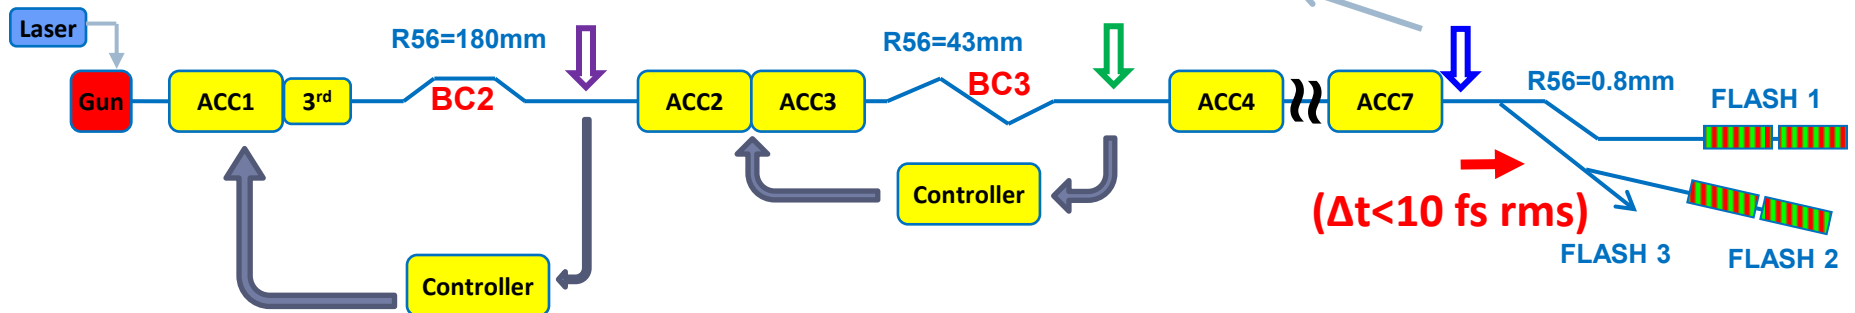 Laser
Gun
ACC1
3rd
R56=180mm
BC2
ACC2
ACC3
R56=43mm
BC3
ACC4
ACC7
R56=0.8mm
FLASH 1
Controller
Controller
(Δt<10 fs rms)
FLASH 3
FLASH 2